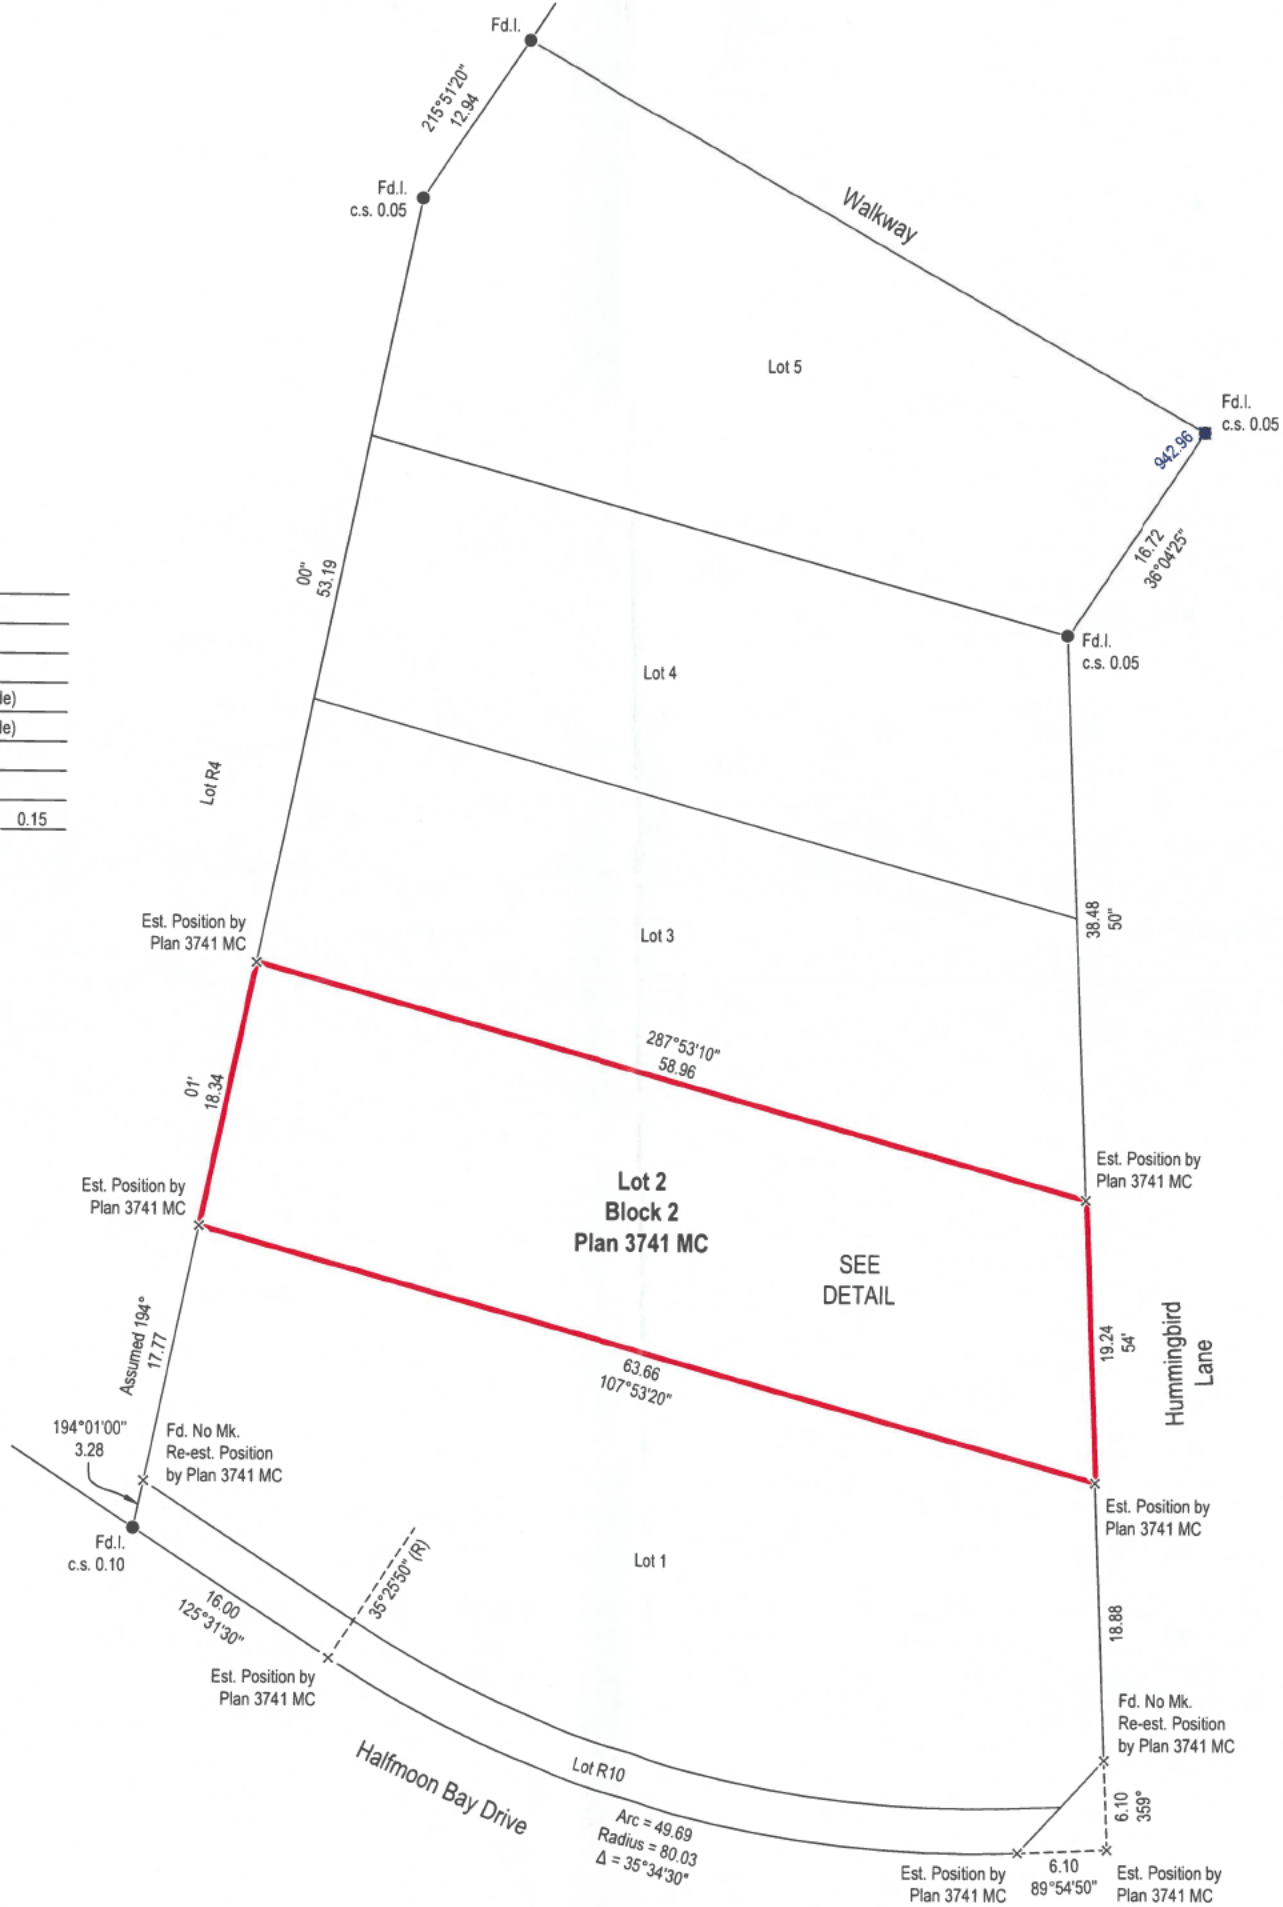 Fd.I.
215°51'20"
12.94
Fd.I.
c.s. 0.05
Walkway
Lot 5
Fd.I.
c.s. 0.05
942.96
16.72
36°04'25"
00"
53.19
Fd.I.
c.s. 0.05
Lot 4
le)
le)
0.15
Lot R4
38.48
50"
Est. Position by
Plan 3741 MC
Lot 3
287°53'10"
58.96
01'
18.34
Est. Position by
Plan 3741 MC
Est. Position by
Plan 3741 MC
Lot 2
Block 2
Plan 3741 MC
SEE
DETAIL
19.24
54'
Hummingbird
Lane
Assumed 194°
17.77
63.66
107°53'20"
194°01'00"
3.28
Fd. No Mk.
Re-est. Position
by Plan 3741 MC
Est. Position by
Plan 3741 MC
Fd.I.
c.s. 0.10
35°25'50" (R)
Lot 1
16.00
125°31'30"
18.88
Est. Position by
Plan 3741 MC
Fd. No Mk.
Re-est. Position
by Plan 3741 MC
Halfmoon Bay Drive
Lot R10
Arc = 49.69
Radius = 80.03
Δ = 35°34'30"
6.10
359°
Est. Position by
Plan 3741 MC
6.10
89°54'50"
Est. Position by
Plan 3741 MC